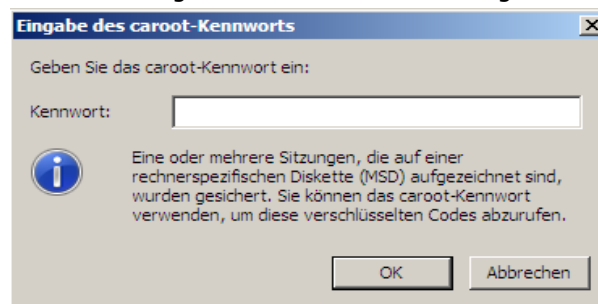 Eingabe des caroot-Kennworts
Geben Sie das caroot-Kennwort ein:
Kennwort:
Eine oder mehrere Sitzungen, die auf einer
rechnerspezifischen Diskette (MSD) aufgezeichnet sind,
wurden gesichert. Sie können das caroot-Kennwort
verwenden, um diese verschlüsselten Codes abzurufen.
OK Abbrechen